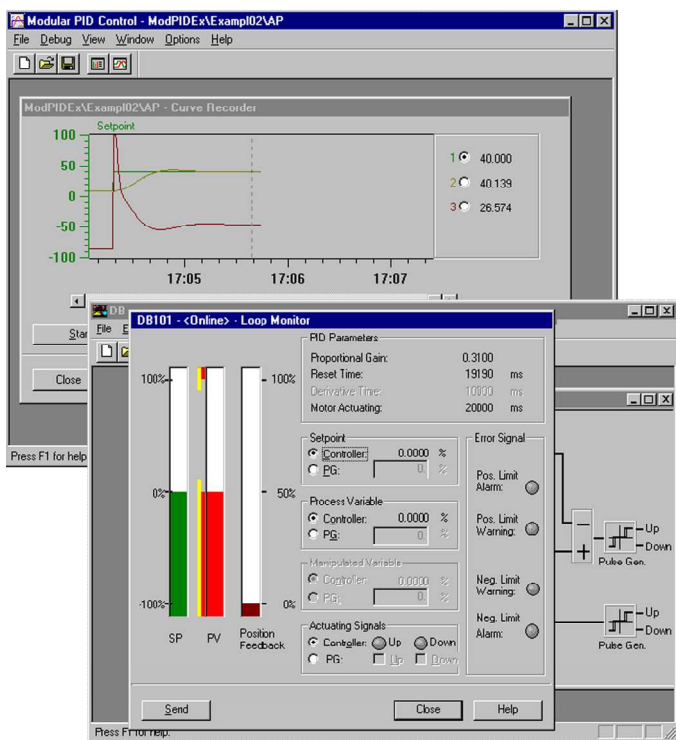 Modular PID Control - ModPIDEx\Exampl02\AP
File Debug View Window Options Help
ModPIDEx\Exampl02\AP - Curve Recorder
Setpoint
100
50
0
-50
-100
17:05 17:06 17:07
1 40.000
2 40.139
3 26.574
Close
Press F1 for help
DB
File
DB101 - <Online> - Loop Monitor
100%
0%
-100%
100%
50%
0%
SP PV Position
Feedback
PID Parameters
Proportional Gain: 0.3100
Reset Time: 19190 ms
Derivative Time: 10000 ms
Motor Actuating: 20000 ms
Setpoint
Controller: 0.0000 %
PG: 0. %
Process Variable
Controller: 0.0000 %
PG: 0. %
Manipulated Variable
Controller: 0.0000 %
PG: 0. %
Actuating Signals
Controller: Up Down
PG: Up Down
Error Signal
Pos. Limit
Alarm:
Pos. Limit
Warning:
Neg. Limit
Warning:
Neg. Limit
Alarm:
Send Close Help
Up
Down
Pulse Gen.
Up
Down
Pulse Gen.
Press F1 for help.